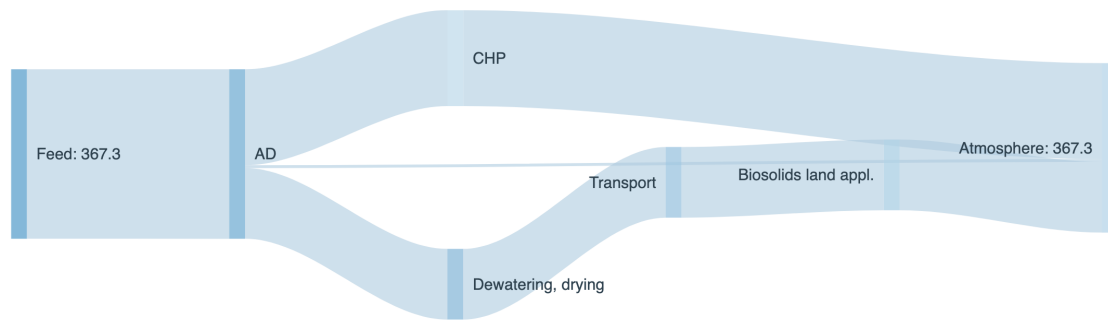 Feed: 367.3
AD
CHP
Dewatering, drying
Transport
Biosolids land appl.
Atmosphere: 367.3